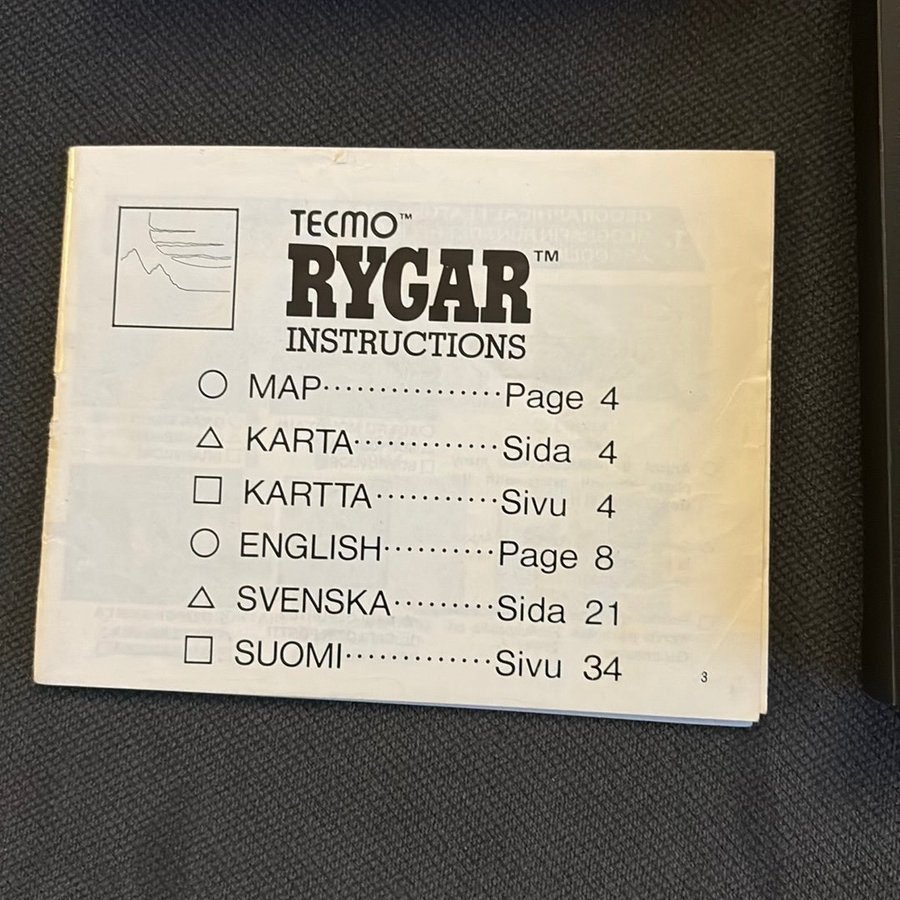 TECMO™
RYGAR™
INSTRUCTIONS
○ MAP················Page 4
△ KARTA·············Sida 4
□ KARTTA···········Sivu 4
○ ENGLISH··········Page 8
△ SVENSKA·········Sida 21
□ SUOMI·············Sivu 34
3